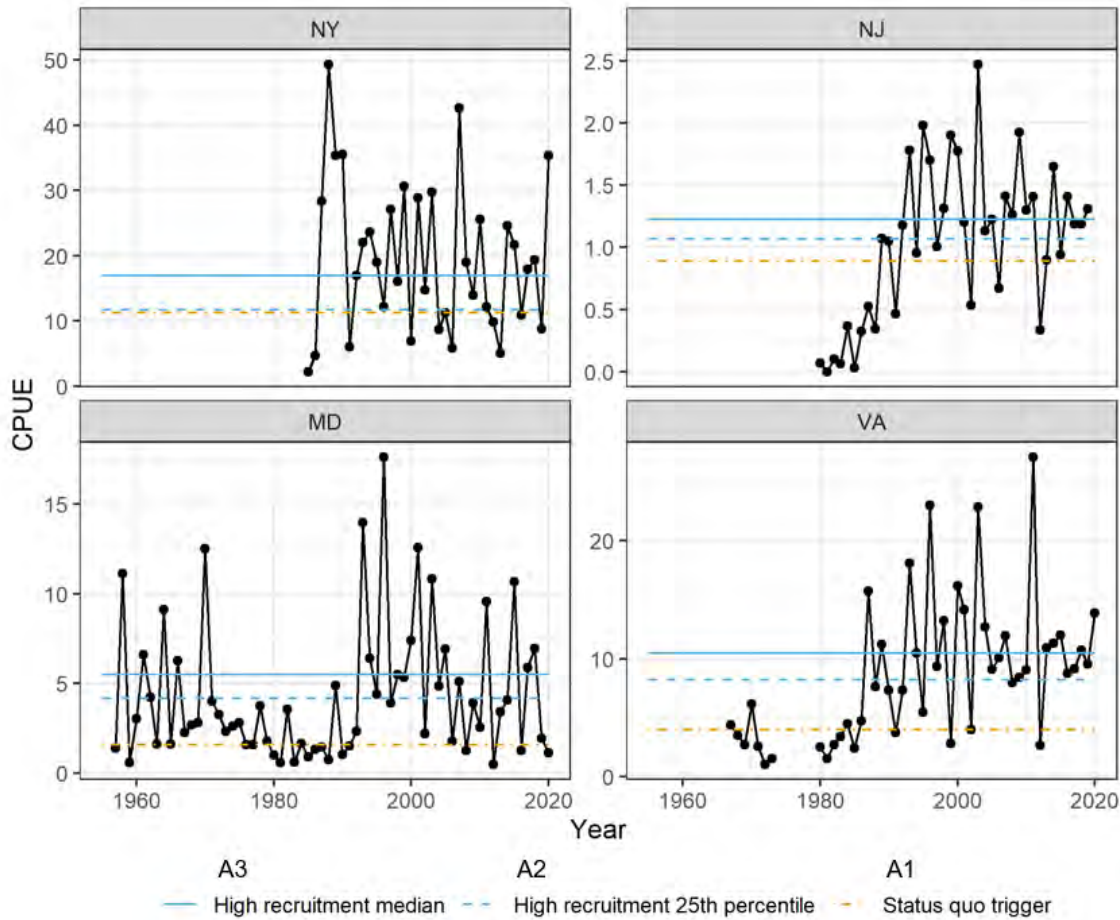 NY NJ
50
40
30
20
10
0
2.5
2.0
1.5
1.0
0.5
0.0
CPUE
MD VA
15
10
5
0
20
10
0
1960 1980 2000 2020 1960 1980 2000 2020
Year
A3 A2 A1
High recruitment median High recruitment 25th percentile Status quo trigger